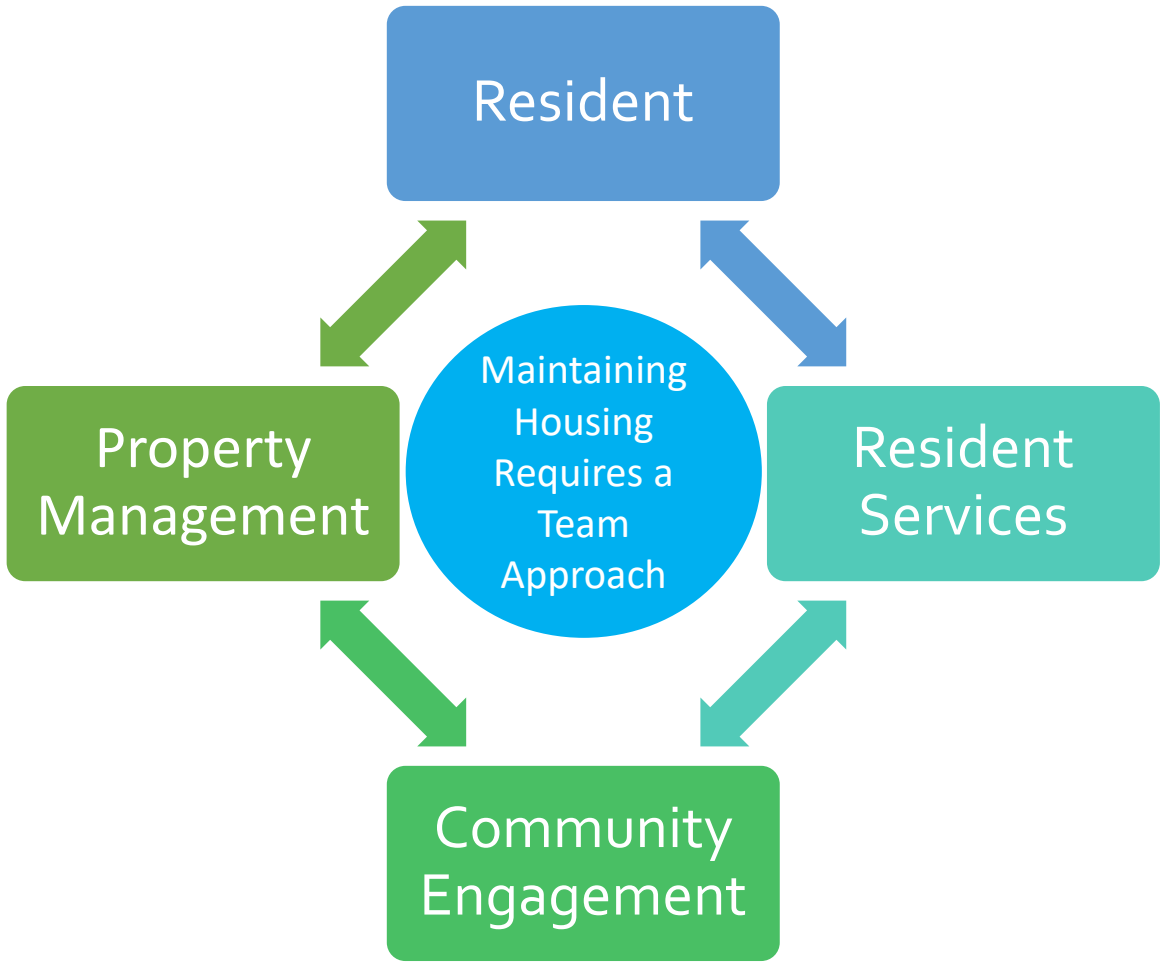 Resident
Maintaining
Housing
Requires a
Team
Approach
Property
Management
Resident
Services
Community
Engagement